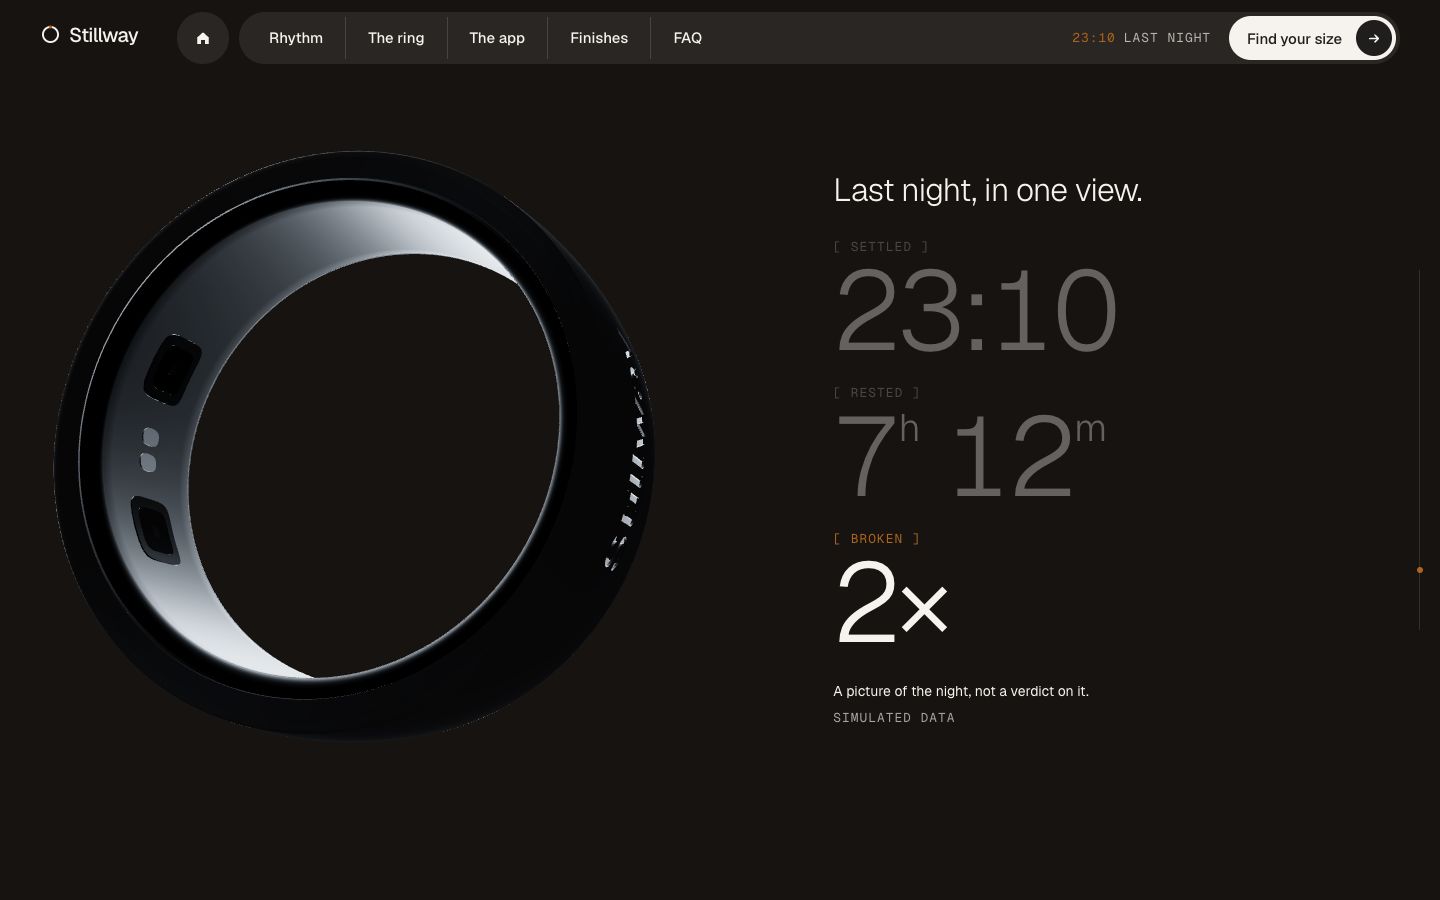 Stillway
Rhythm
The ring
The app
Finishes
FAQ
23:10 LAST NIGHT
Find your size
Last night, in one view.
[ SETTLED ]
23:10
[ RESTED ]
7h 12m
[ BROKEN ]
2×
A picture of the night, not a verdict on it.
SIMULATED DATA